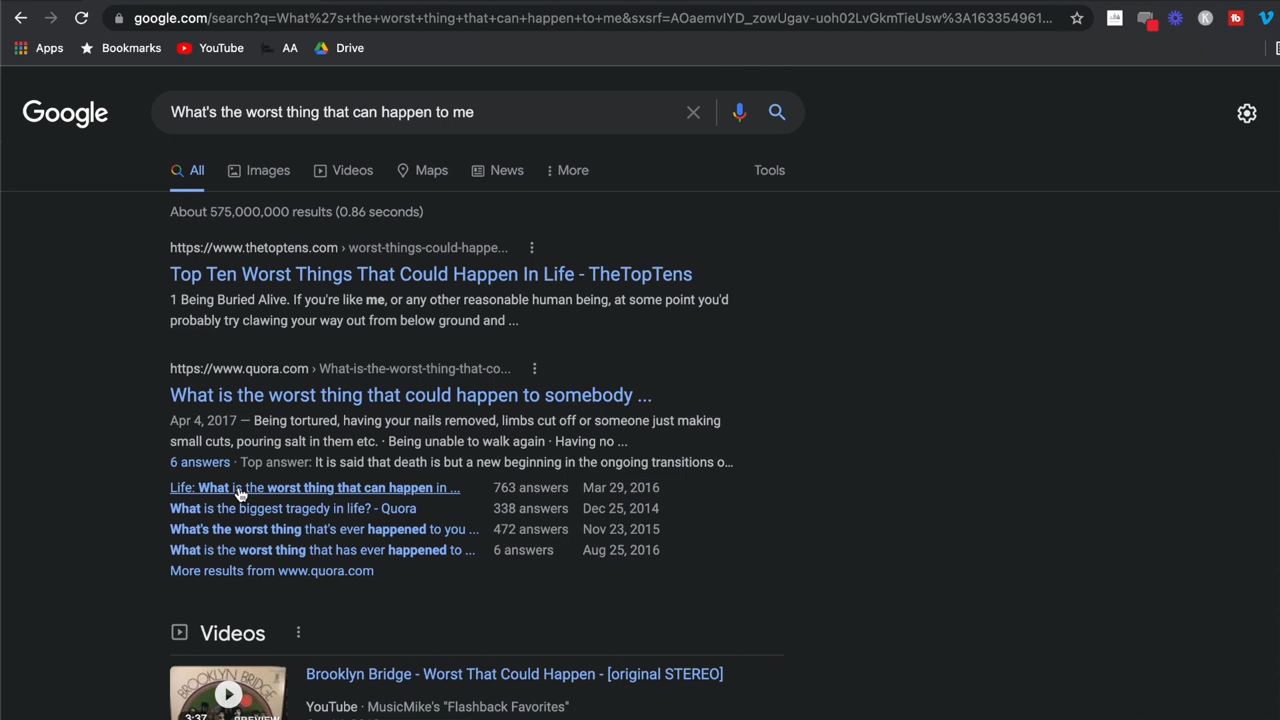 google.com/search?q=What%27s+the+worst+thing+that+can+happen+to+me&sxsrf=AOaemvIYD_zowUgav-uoh02LvGkmTieUsw%3A163354961...
Apps Bookmarks YouTube AA Drive
Google What's the worst thing that can happen to me
All Images Videos Maps News More Tools
About 575,000,000 results (0.86 seconds)
https://www.thetoptens.com › worst-things-could-happe...
Top Ten Worst Things That Could Happen In Life - TheTopTens
1 Being Buried Alive. If you're like me, or any other reasonable human being, at some point you'd
probably try clawing your way out from below ground and ...
https://www.quora.com › What-is-the-worst-thing-that-co...
What is the worst thing that could happen to somebody ...
Apr 4, 2017 — Being tortured, having your nails removed, limbs cut off or someone just making
small cuts, pouring salt in them etc. · Being unable to walk again · Having no ...
6 answers · Top answer: It is said that death is but a new beginning in the ongoing transitions o...
Life: What is the worst thing that can happen in ... 763 answers Mar 29, 2016
What is the biggest tragedy in life? - Quora 338 answers Dec 25, 2014
What's the worst thing that's ever happened to you ... 472 answers Nov 23, 2015
What is the worst thing that has ever happened to ... 6 answers Aug 25, 2016
More results from www.quora.com
Videos
BROOKLYN BRIDGE
Brooklyn Bridge - Worst That Could Happen - [original STEREO]
YouTube · MusicMike's "Flashback Favorites"
3:37 PREVIEW